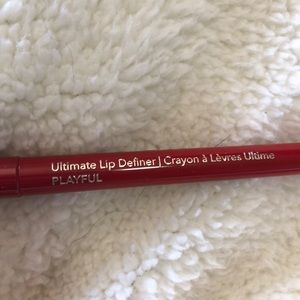 Ultimate Lip Definer | Crayon à Lèvres Ultime
PLAYFUL